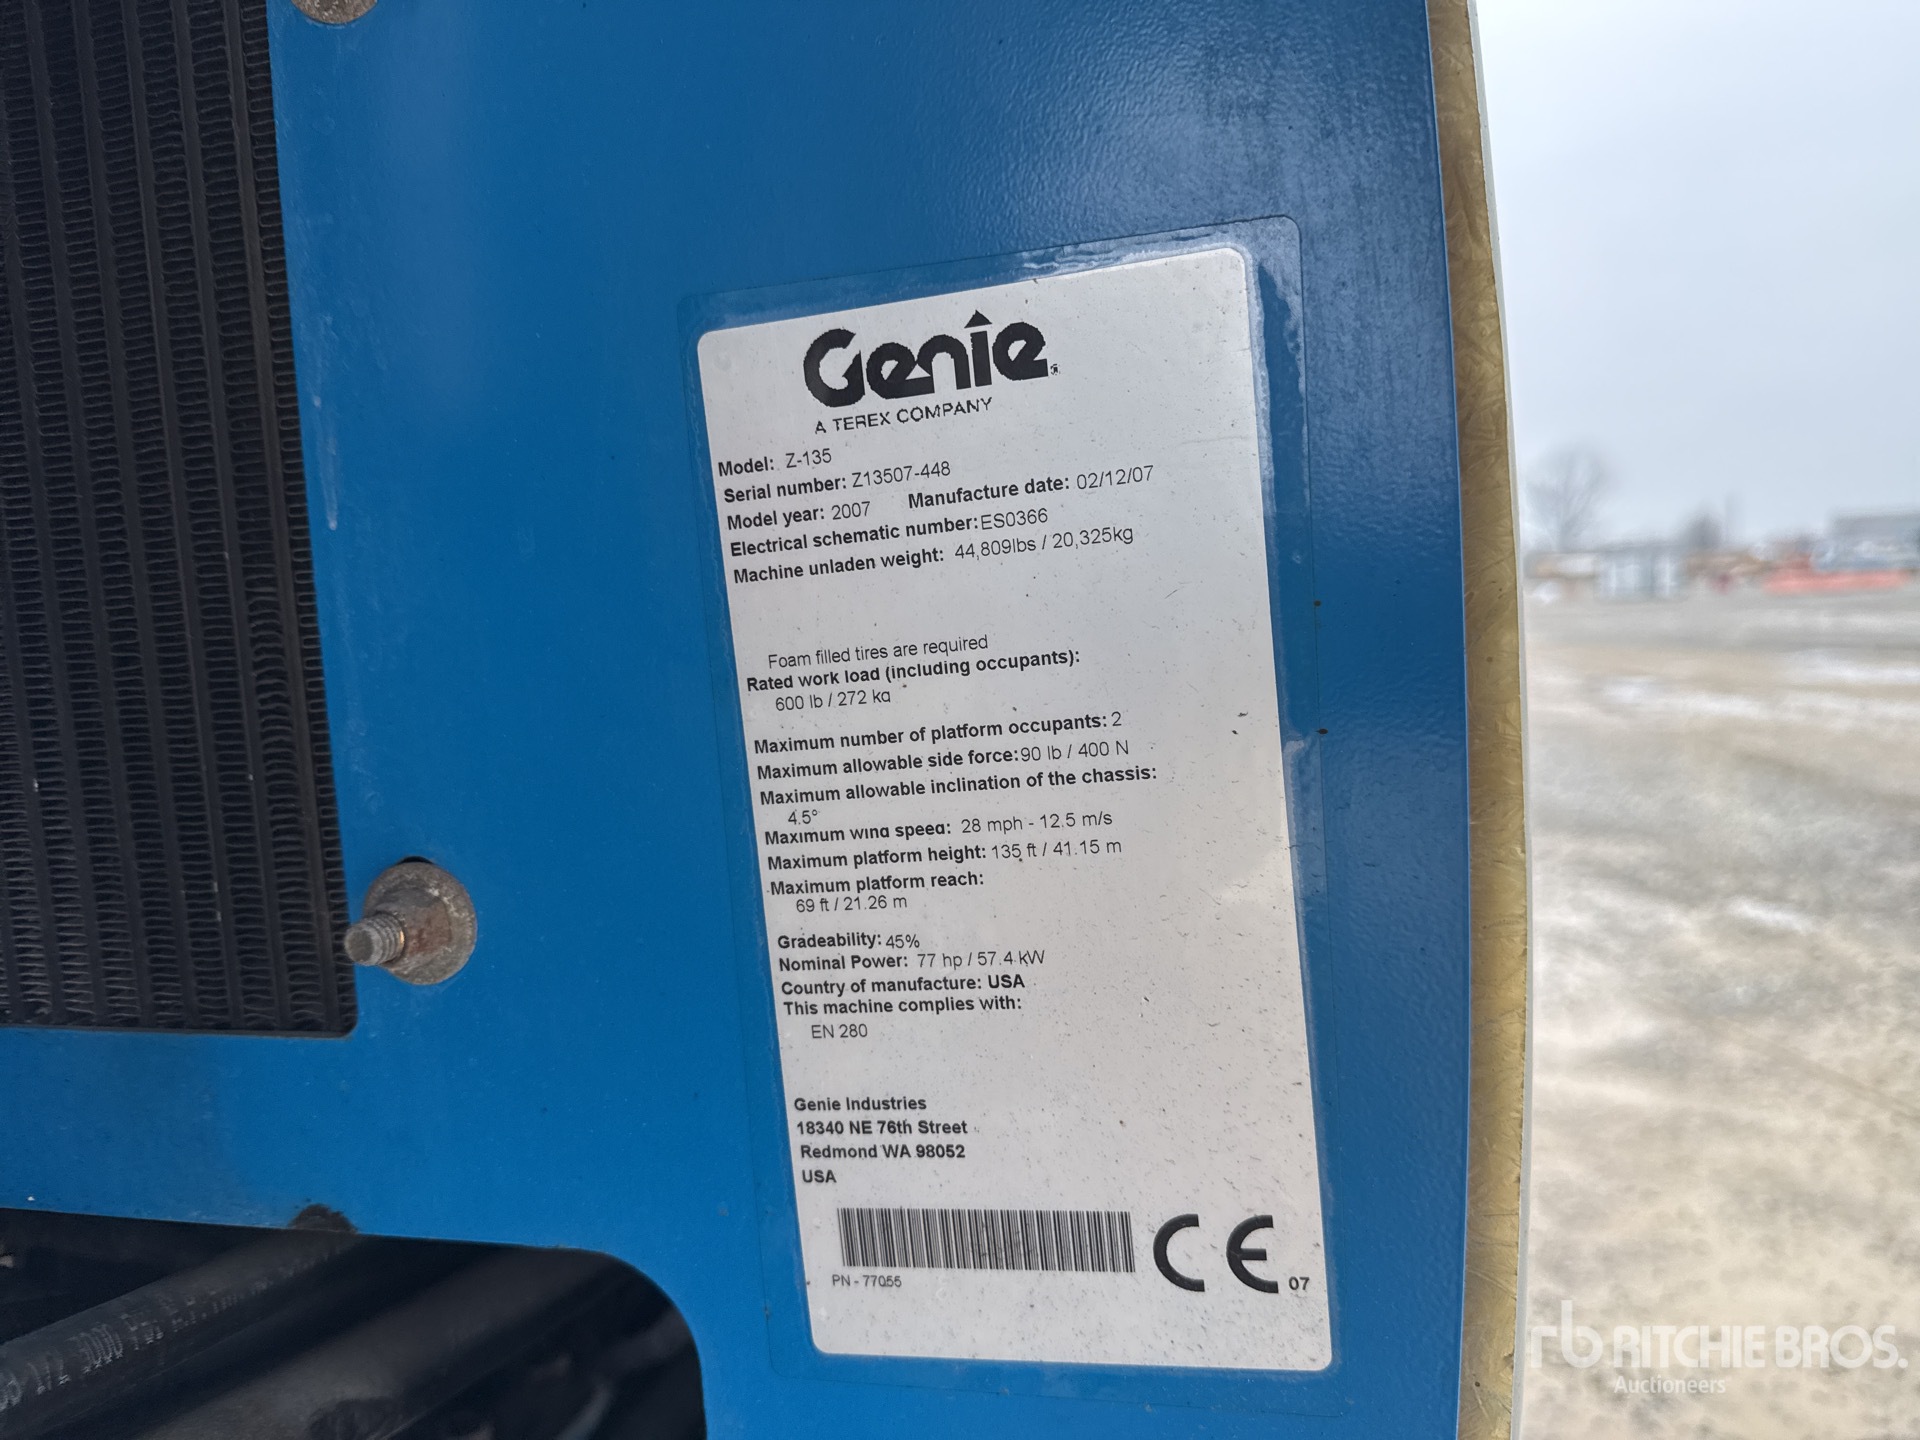 Genie
A TEREX COMPANY
Model: Z-135
Serial number: Z13507-448
Model year: 2007 Manufacture date: 02/12/07
Electrical schematic number: ES0366
Machine unladen weight: 44,809lbs / 20,325kg
Foam filled tires are required
Rated work load (including occupants):
600 lb / 272 kg
Maximum number of platform occupants: 2
Maximum allowable side force: 90 lb / 400 N
Maximum allowable inclination of the chassis:
4.5°
Maximum wind speed: 28 mph - 12.5 m/s
Maximum platform height: 135 ft / 41.15 m
Maximum platform reach:
69 ft / 21.26 m
Gradeability: 45%
Nominal Power: 77 hp / 57.4 kW
Country of manufacture: USA
This machine complies with:
EN 280
Genie Industries
18340 NE 76th Street
Redmond WA 98052
USA
PN - 77055
CE 07
1/2 3000 PSI
rb RITCHIE BROS.
Auctioneers